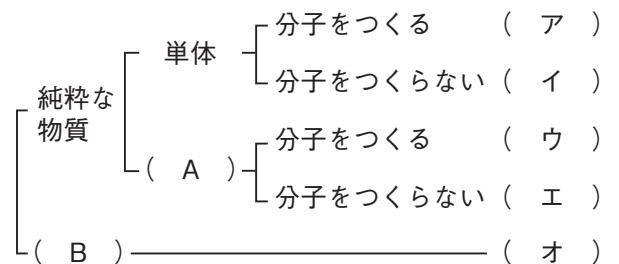 分子をつくる （ ア ）
単体
分子をつくらない （ イ ）
純粋な
物質
分子をつくる （ ウ ）
（ A ）
分子をつくらない （ エ ）
（ B ） （ オ ）